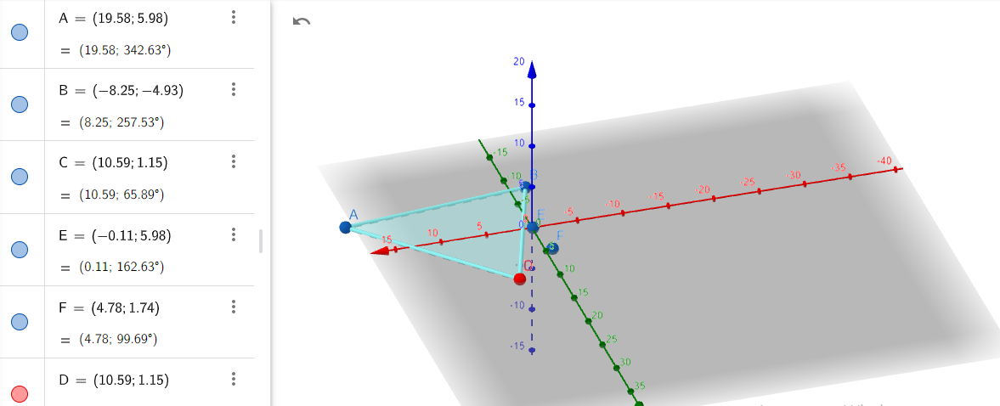 A = (19.58; 5.98)
= (19.58; 342.63°)
B = (−8.25; −4.93)
= (8.25; 257.53°)
C = (10.59; 1.15)
= (10.59; 65.89°)
E = (−0.11; 5.98)
= (0.11; 162.63°)
F = (4.78; 1.74)
= (4.78; 99.69°)
D = (10.59; 1.15)
20
15
10
-15
10
5
-40
-35
-30
-25
-20
-15
-10
-5
B
A
E
0
5
10
15
F
C
10
-10
15
20
-15
25
30
35